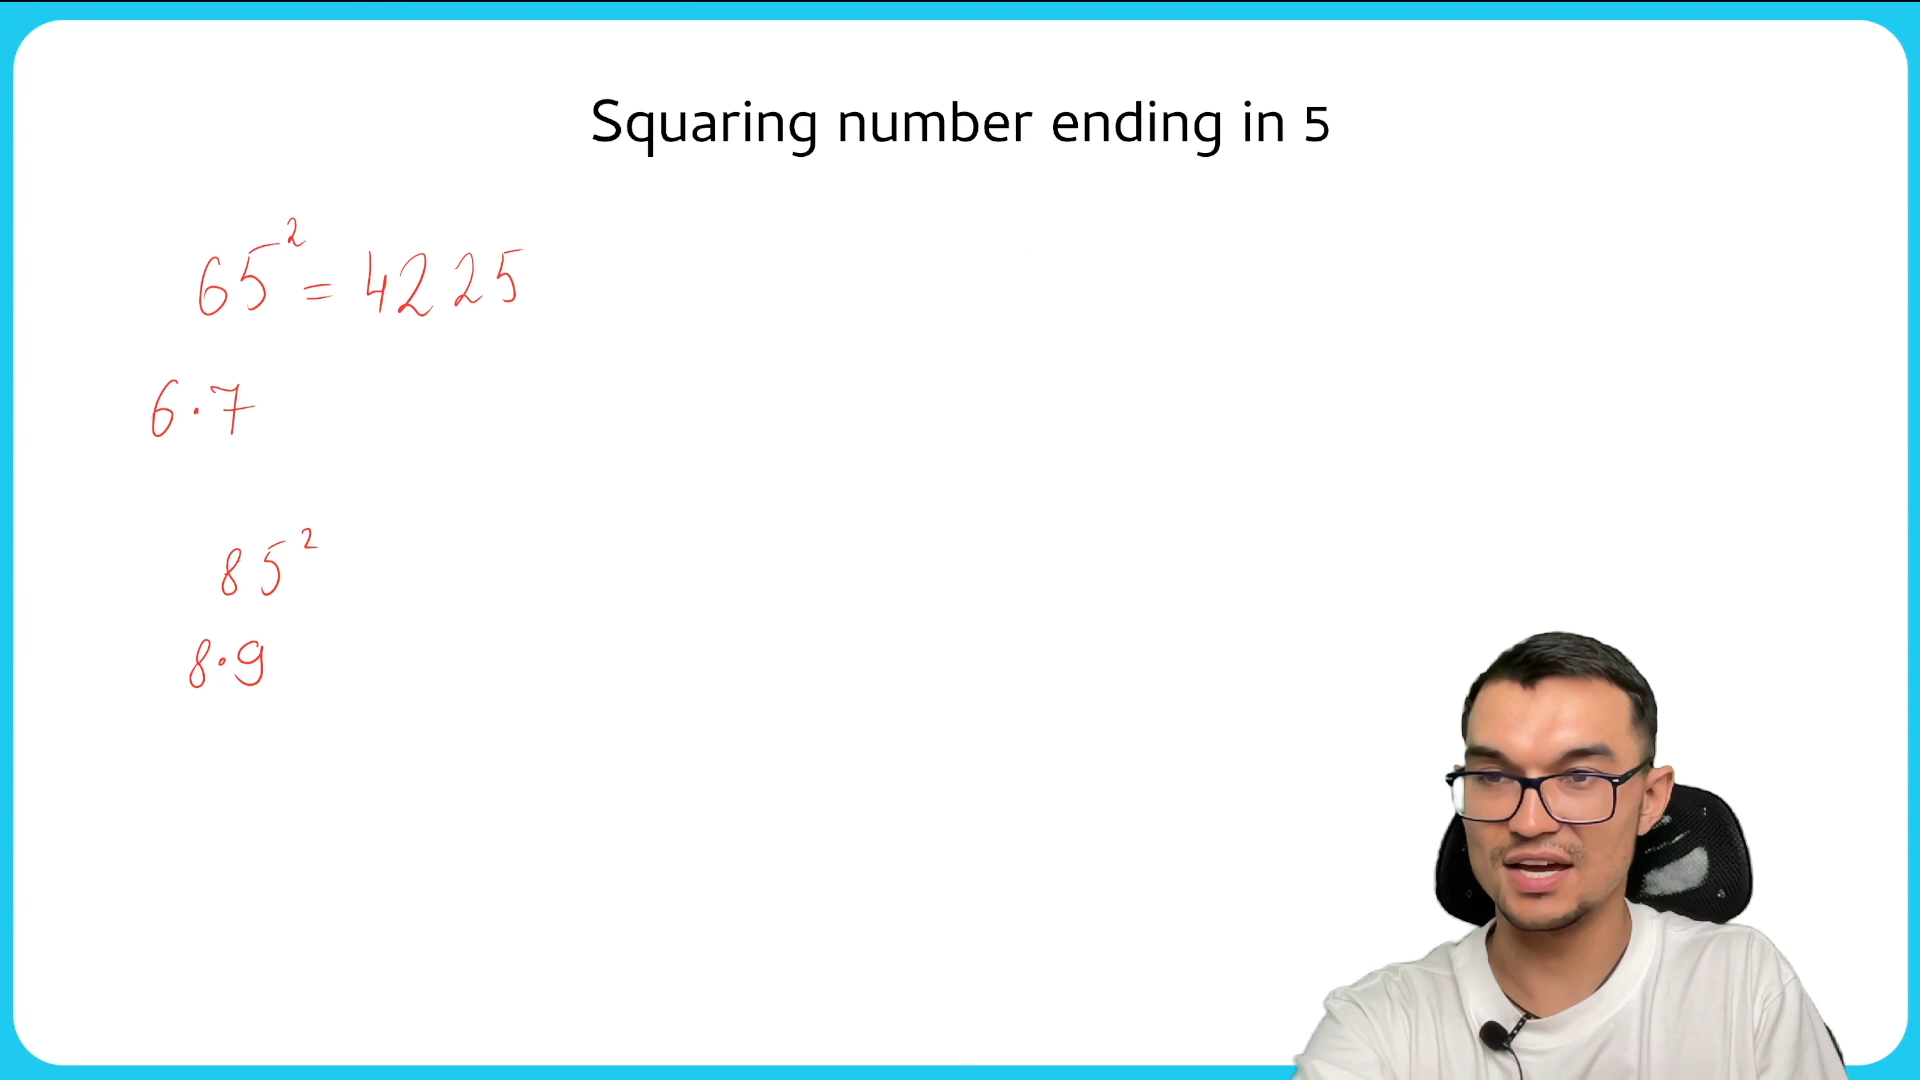 Squaring number ending in 5
65² = 4225
6·7
85²
8·9